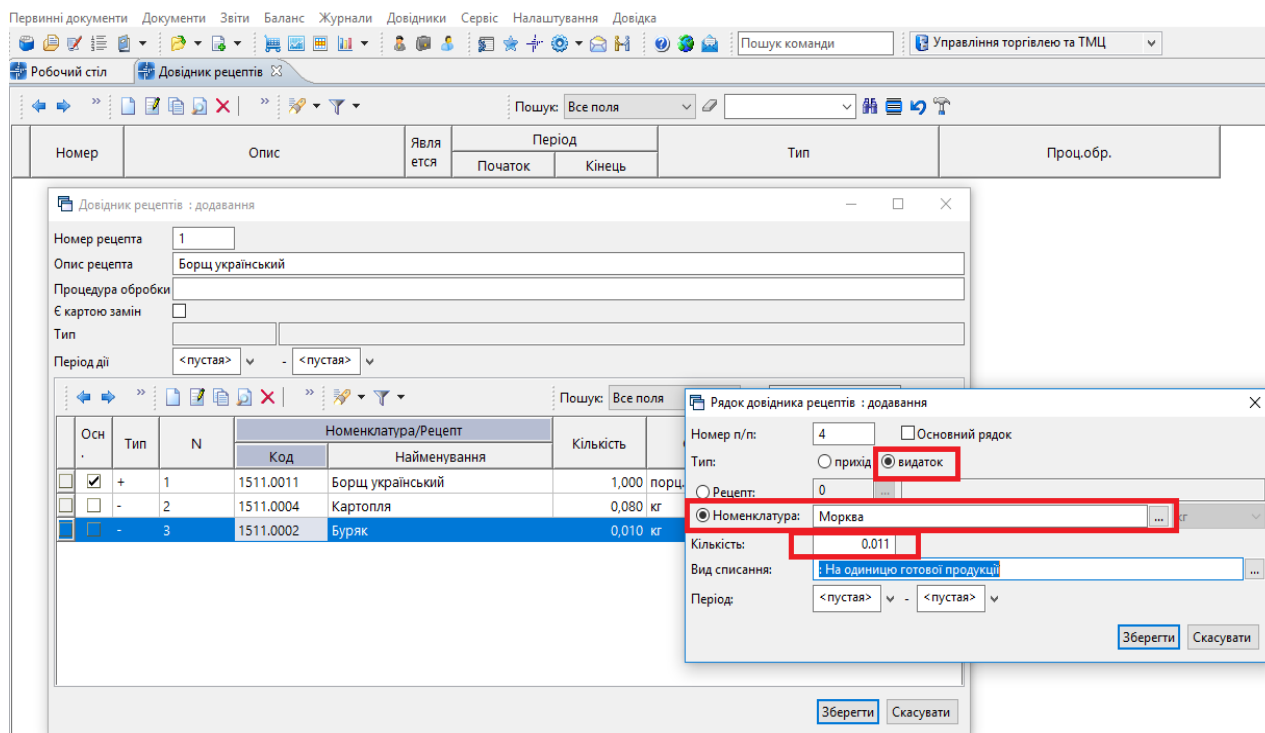 Первинні документи Документи Звіти Баланс Журнали Довідники Сервіс Налаштування Довідка
Пошук команди Управління торгівлею та ТМЦ
Робочий стіл Довідник рецептів
» » Пошук: Все поля
Номер Опис Явля ется Період Тип Проц.обр.
Початок Кінець
Довідник рецептів : додавання
Номер рецепта 1
Опис рецепта Борщ український
Процедура обробки
Є картою замін
Тип
Період дії <пустая> - <пустая>
» » Пошук: Все поля
Осн . Тип N Номенклатура/Рецепт Кількість
Код Найменування
+ 1 1511.0011 Борщ український 1,000 порц.
- 2 1511.0004 Картопля 0,080 кг
- 3 1511.0002 Буряк 0,010 кг
Зберегти Скасувати
Рядок довідника рецептів : додавання
Номер п/п: 4 Основний рядок
Тип: прихід видаток
Рецепт: 0 ...
Номенклатура: Морква ... кг
Кількість: 0.011
Вид списання: : На одиницю готової продукції ...
Період: <пустая> - <пустая>
Зберегти Скасувати